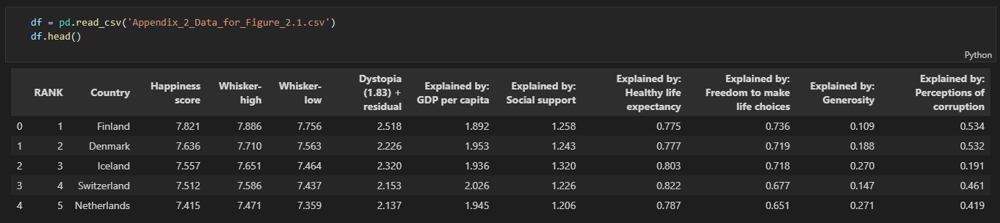 df = pd.read_csv('Appendix_2_Data_for_Figure_2.1.csv')
df.head()
Python
RANK Country Happiness score Whisker-high Whisker-low Dystopia (1.83) + residual Explained by: GDP per capita Explained by: Social support Explained by: Healthy life expectancy Explained by: Freedom to make life choices Explained by: Generosity Explained by: Perceptions of corruption
0 1 Finland 7.821 7.886 7.756 2.518 1.892 1.258 0.775 0.736 0.109 0.534
1 2 Denmark 7.636 7.710 7.563 2.226 1.953 1.243 0.777 0.719 0.188 0.532
2 3 Iceland 7.557 7.651 7.464 2.320 1.936 1.320 0.803 0.718 0.270 0.191
3 4 Switzerland 7.512 7.586 7.437 2.153 2.026 1.226 0.822 0.677 0.147 0.461
4 5 Netherlands 7.415 7.471 7.359 2.137 1.945 1.206 0.787 0.651 0.271 0.419